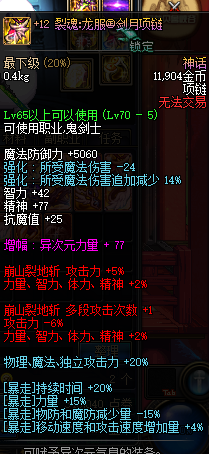 +12 裂魂:龙服@剑月项链
锁定
最下级(20%) 神话
0.4kg 11,904金币
项链
无法交易
Lv65以上可以使用 (Lv70 - 5)
可使用职业,鬼剑士
魔法防御力 +5060
强化：所受魔法伤害 -24
强化：所受魔法伤害追加减少 14%
智力 +42
精神 +77
抗魔值 +25
增幅：异次元力量 + 77
崩山裂地斩 攻击力 +5%
力量、智力、体力、精神 +2%
崩山裂地斩 多段攻击次数 +1
攻击力 -6%
力量、智力、体力、精神 +2%
物理、魔法、独立攻击力 +20%
[暴走]持续时间 +20%
[暴走]力量 +15%
[暴走]物防和魔防减少量 -15%
[暴走]移动速度和攻击速度增加量 +4%